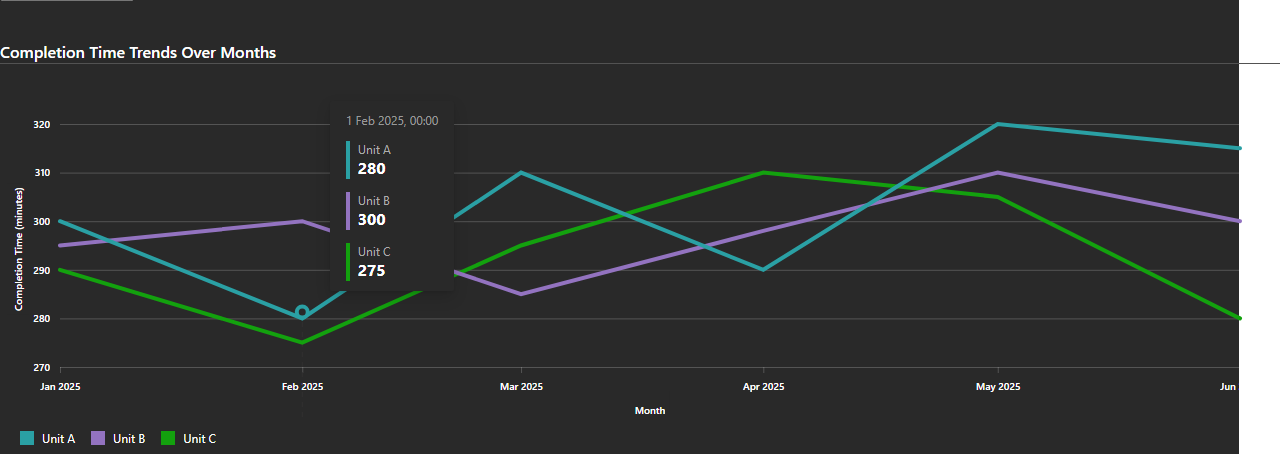 Completion Time Trends Over Months
1 Feb 2025, 00:00
Unit A
280
Unit B
300
Unit C
275
Completion Time (minutes)
320
310
300
290
280
270
Jan 2025 Feb 2025 Mar 2025 Apr 2025 May 2025 Jun
Month
Unit A Unit B Unit C